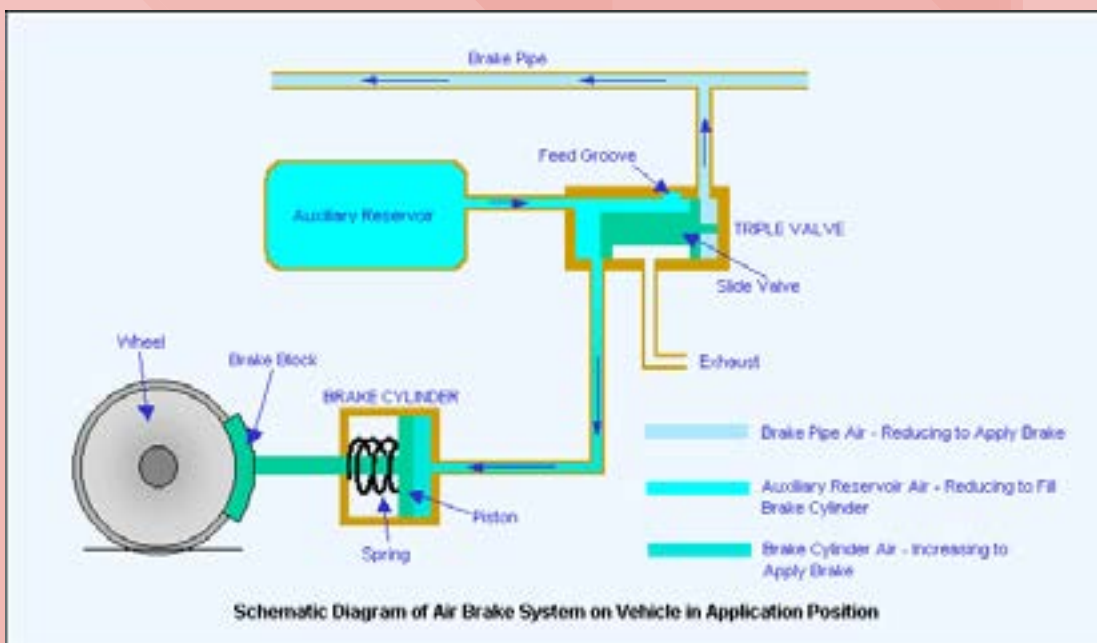 Brake Pipe
Feed Groove
Auxiliary Reservoir
TRIPLE VALVE
Slide Valve
Wheel
Brake Block
Exhaust
BRAKE CYLINDER
Brake Pipe Air - Reducing to Apply Brake
Auxiliary Reservoir Air - Reducing to Fill
Brake Cylinder
Piston
Spring
Brake Cylinder Air - Increasing to
Apply Brake
Schematic Diagram of Air Brake System on Vehicle in Application Position